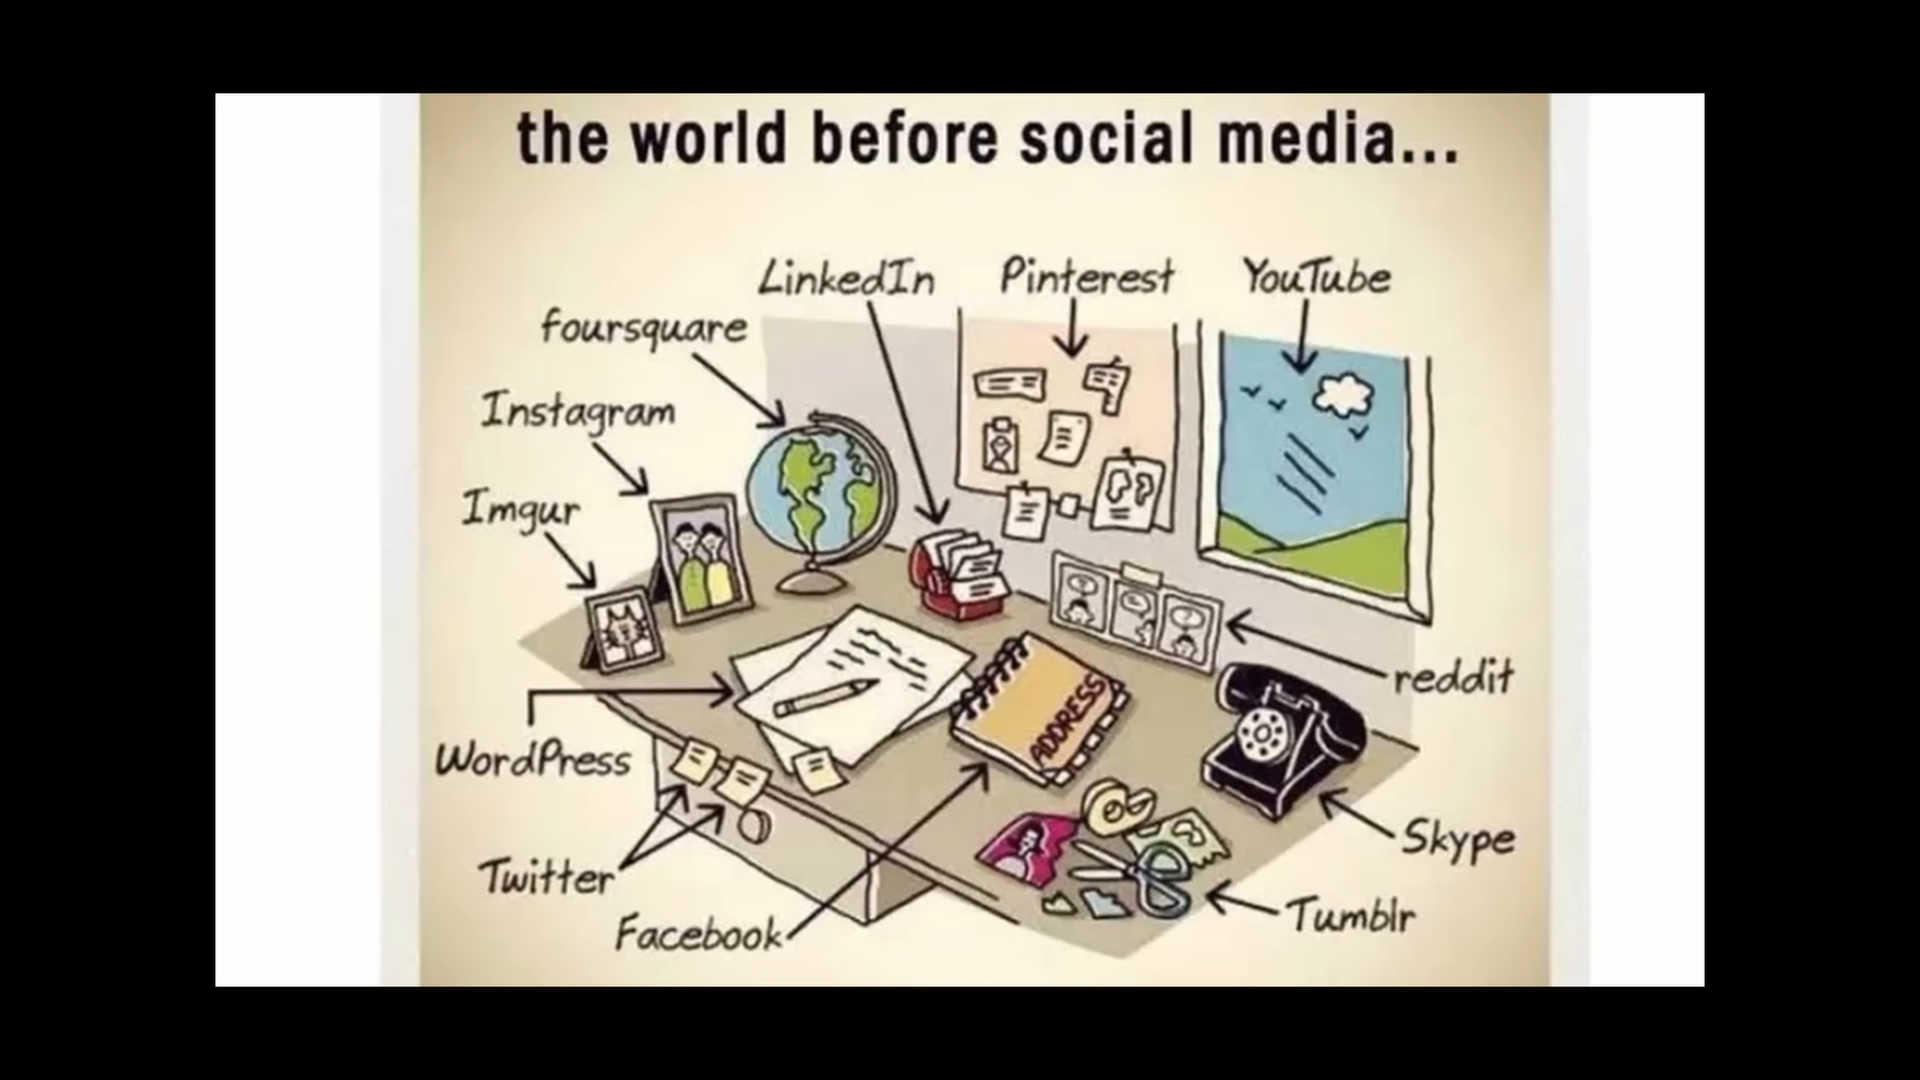 the world before social media...
LinkedIn
Pinterest
YouTube
foursquare
Instagram
Imgur
reddit
ADDRESS
WordPress
Skype
Twitter
Tumblr
Facebook